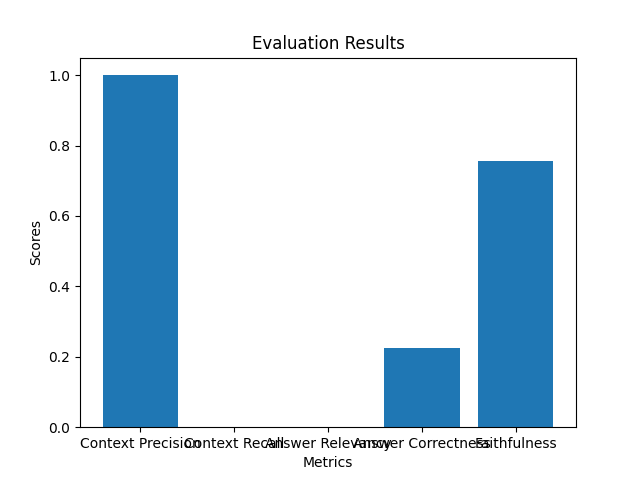 Evaluation Results
1.0
0.8
0.6
0.4
0.2
0.0
Scores
Context Precision Context Recall Answer Relevancy Answer Correctness Faithfulness
Metrics